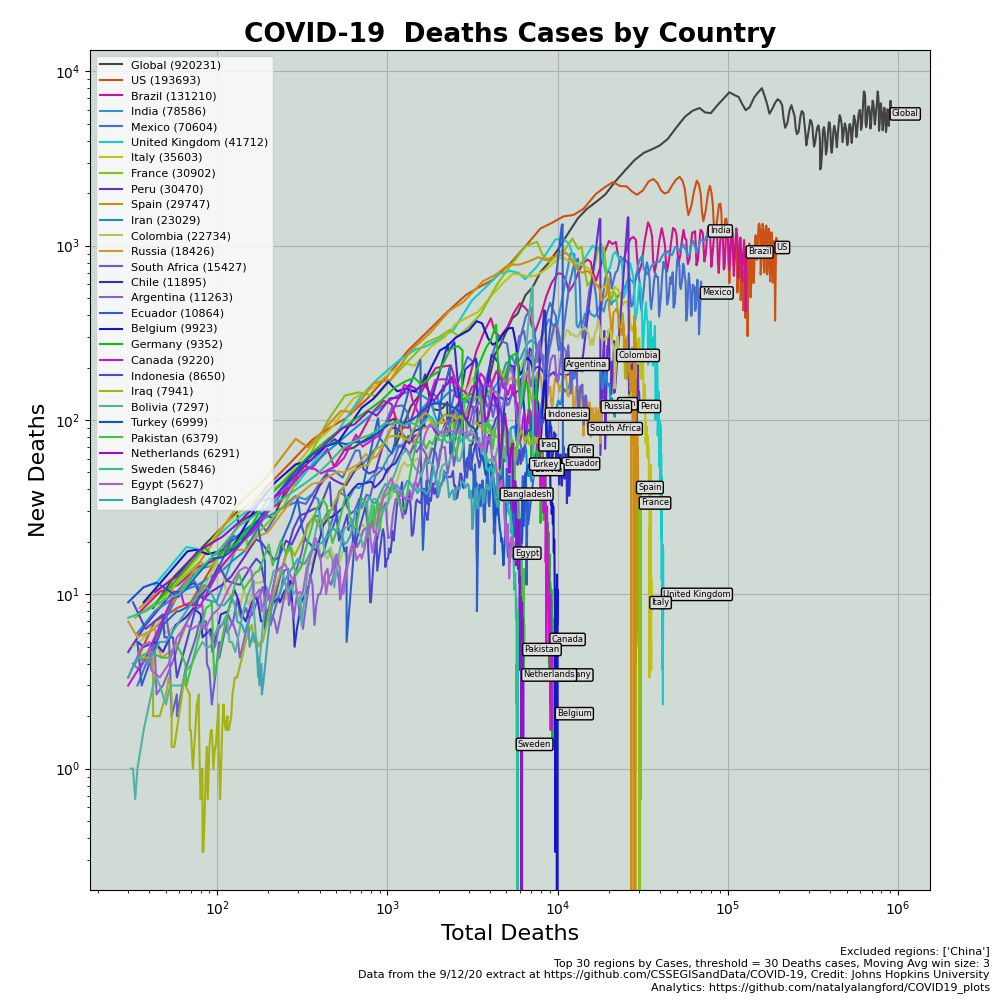 COVID-19  Deaths Cases by Country
New Deaths
10⁴
10³
10²
10¹
10⁰
Global (920231)
US (193693)
Brazil (131210)
India (78586)
Mexico (70604)
United Kingdom (41712)
Italy (35603)
France (30902)
Peru (30470)
Spain (29747)
Iran (23029)
Colombia (22734)
Russia (18426)
South Africa (15427)
Chile (11895)
Argentina (11263)
Ecuador (10864)
Belgium (9923)
Germany (9352)
Canada (9220)
Indonesia (8650)
Iraq (7941)
Bolivia (7297)
Turkey (6999)
Pakistan (6379)
Netherlands (6291)
Sweden (5846)
Egypt (5627)
Bangladesh (4702)
Global
India
US
Brazil
Mexico
Colombia
Argentina
Russia
Peru
Indonesia
South Africa
Iraq
Chile
Turkey
Ecuador
Spain
Bangladesh
France
Egypt
United Kingdom
Italy
Canada
Pakistan
Netherlands
any
Belgium
Sweden
10²
10³
10⁴
10⁵
10⁶
Total Deaths
Excluded regions: ['China']
Top 30 regions by Cases, threshold = 30 Deaths cases, Moving Avg win size: 3
Data from the 9/12/20 extract at https://github.com/CSSEGISandData/COVID-19, Credit: Johns Hopkins University
Analytics: https://github.com/natalyalangford/COVID19_plots